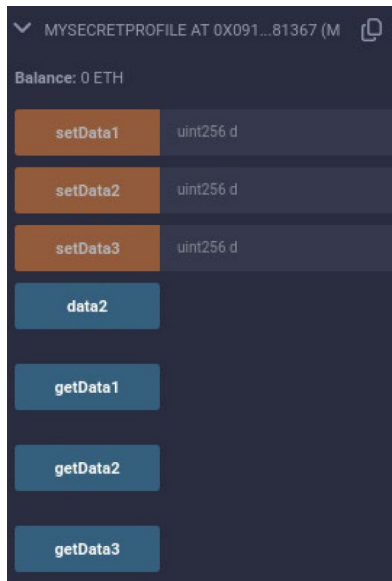 MYSECRETPROFILE AT 0X091...81367 (M
Balance: 0 ETH
setData1 uint256 d
setData2 uint256 d
setData3 uint256 d
data2
getData1
getData2
getData3